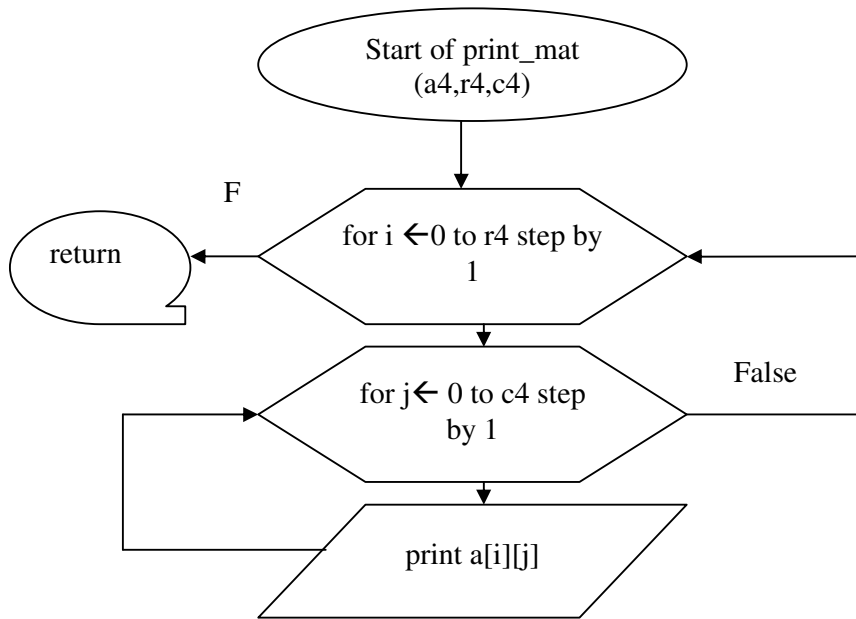 Start of print_mat
(a4,r4,c4)
F
for i ←0 to r4 step by
1
return
False
for j← 0 to c4 step
by 1
print a[i][j]